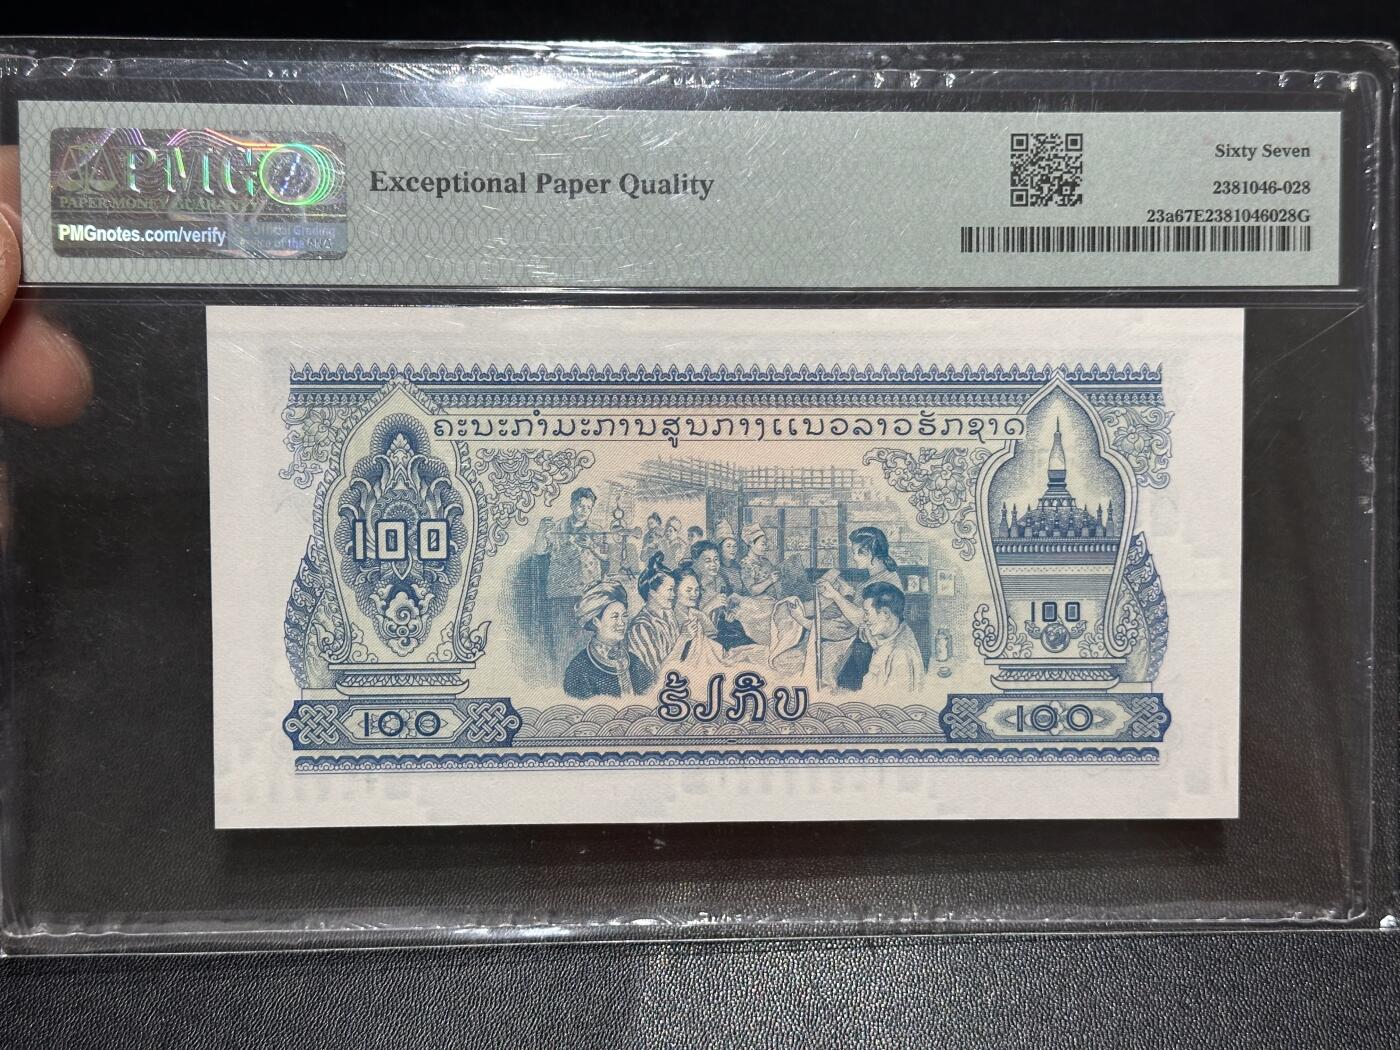 PMG
PAPER MONEY GUARANTY
PMGnotes.com/verify
Official Grading
Exceptional Paper Quality
Sixty Seven
2381046-028
23a67E2381046028G
ຄະນະກຳມະການສູນກາງແນວລາວຮັກຊາດ
100
100
ຮ້ອຍກີບ
100
100